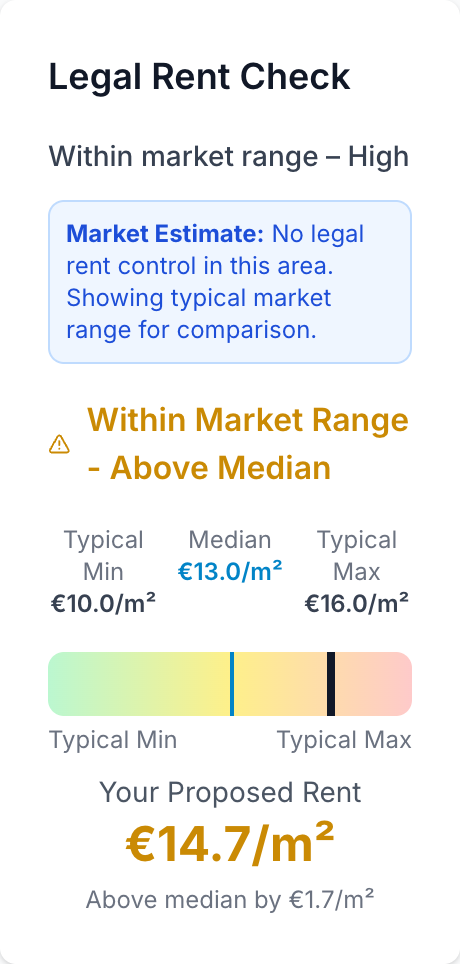 Legal Rent Check
Within market range – High
Market Estimate: No legal
rent control in this area.
Showing typical market
range for comparison.
Within Market Range
- Above Median
Typical
Min
€10.0/m²
Median
€13.0/m²
Typical
Max
€16.0/m²
Typical Min
Typical Max
Your Proposed Rent
€14.7/m²
Above median by €1.7/m²